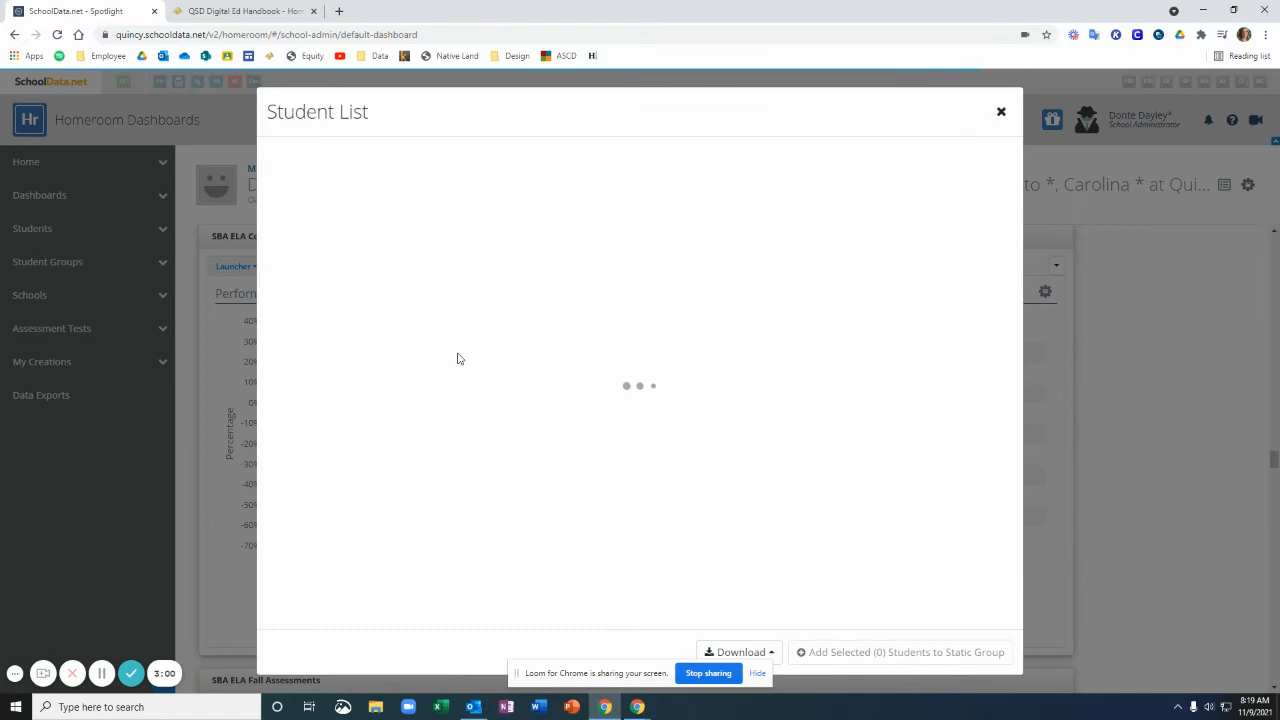 SchoolData.net - Spotlight
QSD Digital Ed Handbook - Hom
quincy.schooldata.net/v2/homeroom/#/school-admin/default-dashboard
Apps
Employee
Equity
Data
Native Land
Design
ASCD
Reading list
SchoolData.net
Hr
Homeroom Dashboards
Student List
Donte Dayley*
School Administrator
Home
Dashboards
Students
Student Groups
Schools
Assessment Tests
My Creations
Data Exports
M
to *, Carolina * at Qui...
SBA ELA Co
Launcher
Perforn
40%
30%
20%
10%
0%
-10%
-20%
-30%
-40%
-50%
-60%
-70%
Percentage
Download
Add Selected (0) Students to Static Group
SBA ELA Fall Assessments
3:00
Loom for Chrome is sharing your screen.
Stop sharing
Hide
Type here to search
8:19 AM
11/9/2021